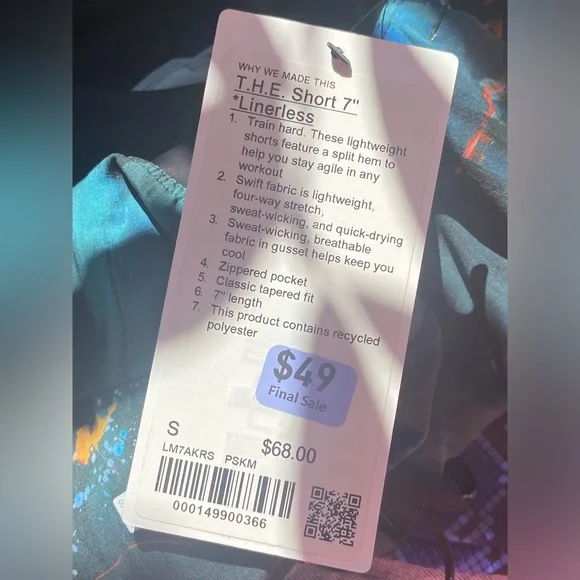 WHY WE MADE THIS
T.H.E. Short 7"
*Linerless
1. Train hard. These lightweight
shorts feature a split hem to
help you stay agile in any
workout
2. Swift fabric is lightweight,
four-way stretch,
sweat-wicking, and quick-drying
3. Sweat-wicking, breathable
fabric in gusset helps keep you
cool
4. Zippered pocket
5. Classic tapered fit
6. 7" length
7. This product contains recycled
polyester
$49
Final Sale
S
$68.00
LM7AKRS PSKM
000149900366